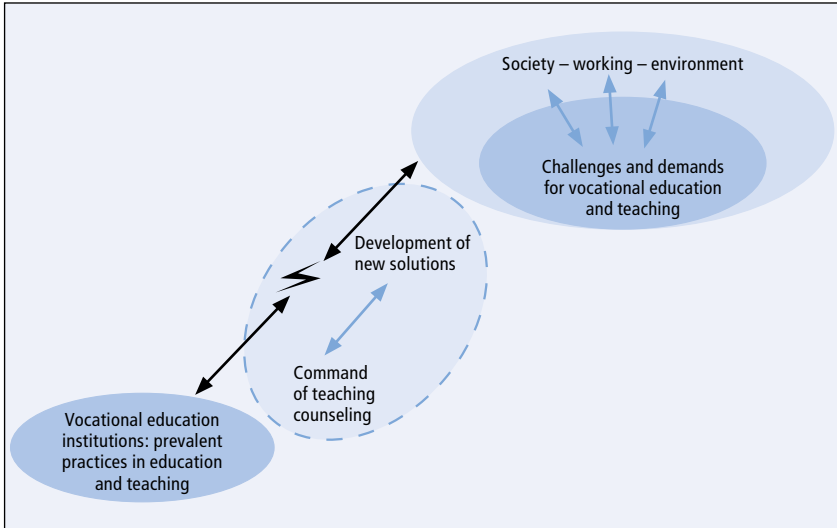 Society – working – environment
Challenges and demands
for vocational education
and teaching
Development of
new solutions
Command
of teaching
counseling
Vocational education
institutions: prevalent
practices in education
and teaching